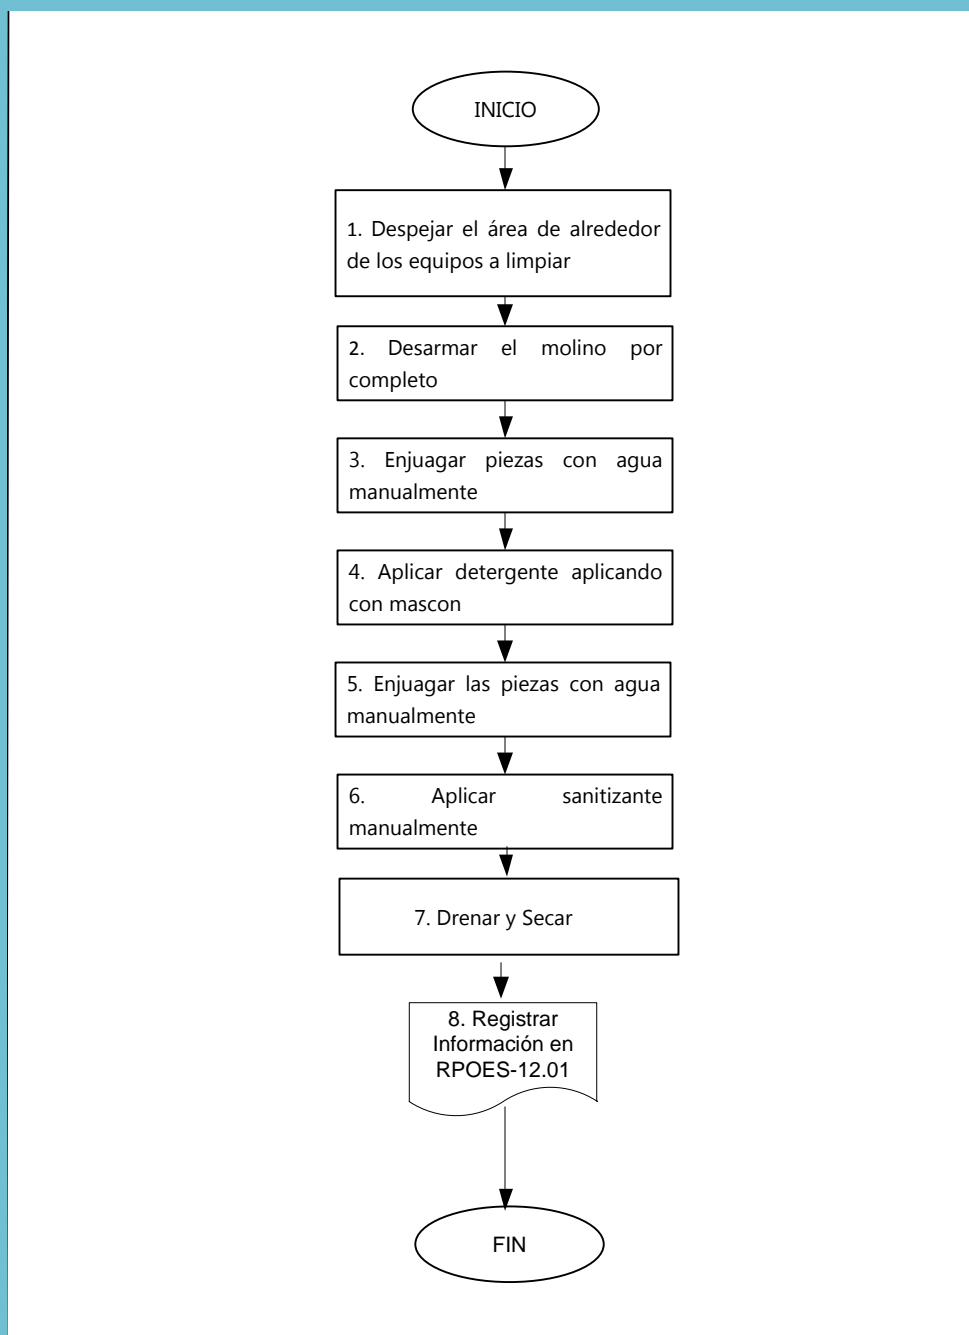 INICIO
1. Despejar el área de alrededor
de los equipos a limpiar
2. Desarmar el molino por
completo
3. Enjuagar piezas con agua
manualmente
4. Aplicar detergente aplicando
con mascon
5. Enjuagar las piezas con agua
manualmente
6. Aplicar sanitizante
manualmente
7. Drenar y Secar
8. Registrar
Información en
RPOES-12.01
FIN